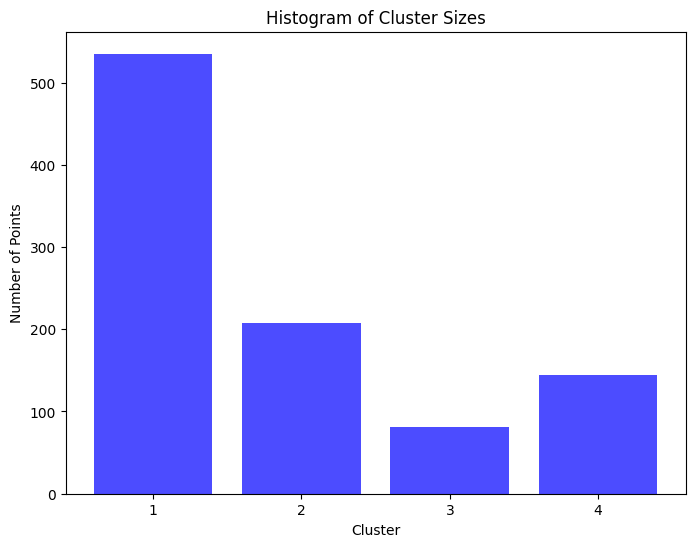 Histogram of Cluster Sizes
Number of Points
500
400
300
200
100
0
1 2 3 4
Cluster